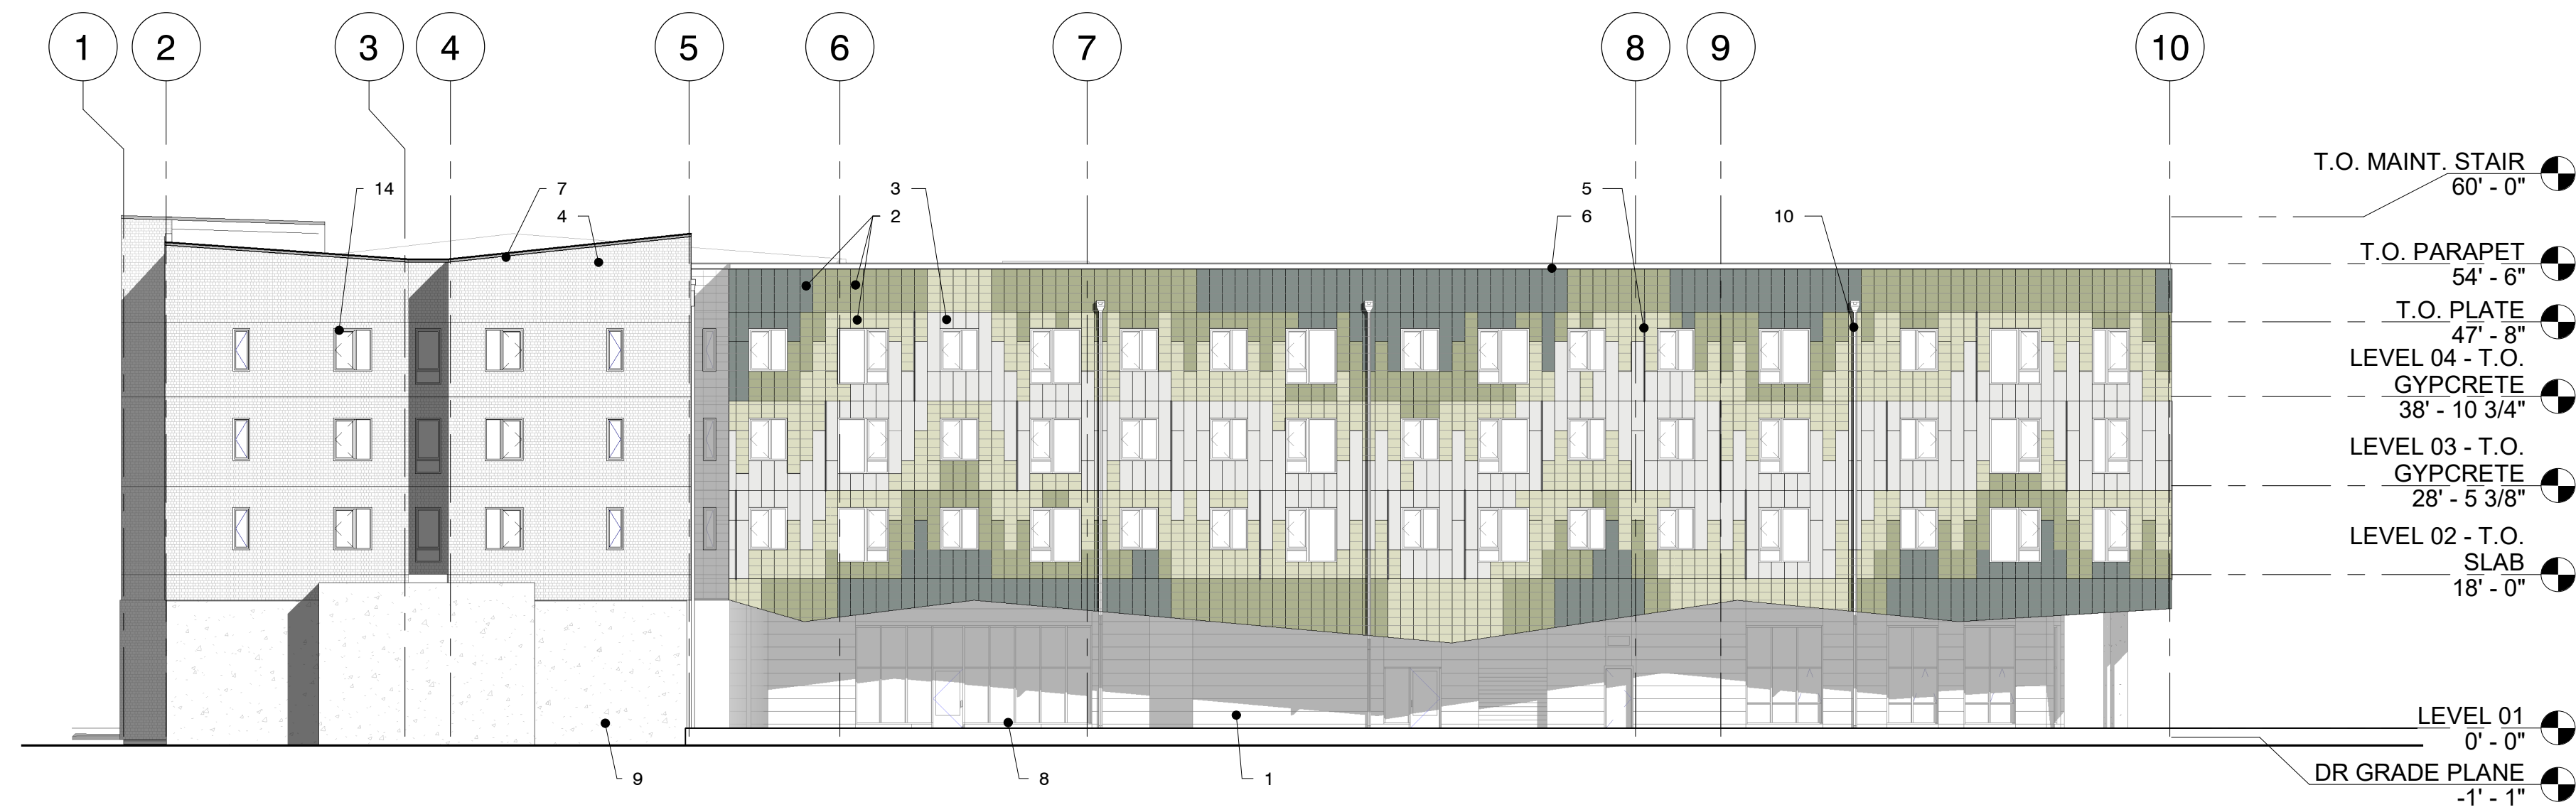 1 2 3 4 5 6 7 8 9 10
14 7 3 5
4 2 6 10
T.O. MAINT. STAIR
60' - 0"
T.O. PARAPET
54' - 6"
T.O. PLATE
47' - 8"
LEVEL 04 - T.O.
GYPCRETE
38' - 10 3/4"
LEVEL 03 - T.O.
GYPCRETE
28' - 5 3/8"
LEVEL 02 - T.O.
SLAB
18' - 0"
LEVEL 01
0' - 0"
DR GRADE PLANE
-1' - 1"
9 8 1